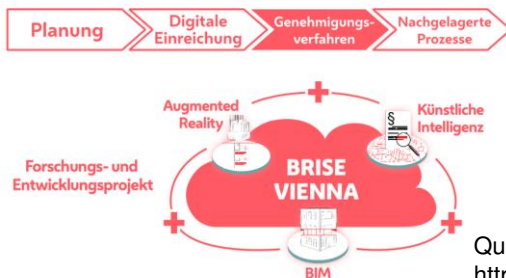 Planung
Digitale
Einreichung
Genehmigungs-
verfahren
Nachgelagerte
Prozesse
Augmented
Reality
§
Künstliche
Intelligenz
Forschungs- und
Entwicklungsprojekt
BRISE
VIENNA
BIM
Qu
http